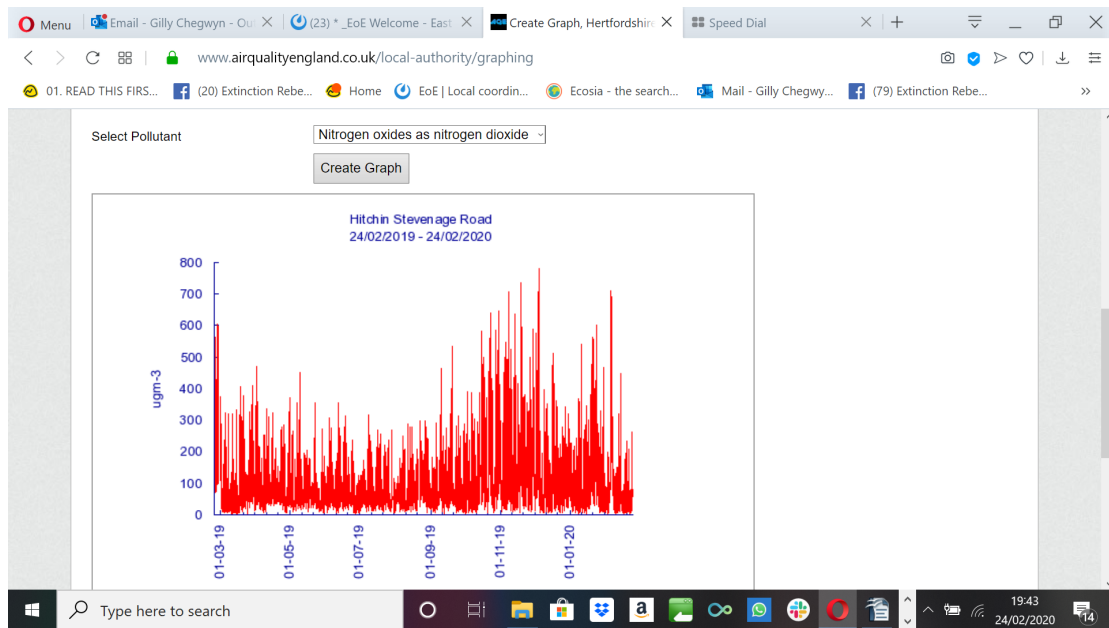 Menu
Email - Gilly Chegwyn - Out
(23) * _EoE Welcome - East
Create Graph, Hertfordshire
Speed Dial
www.airqualityengland.co.uk/local-authority/graphing
01. READ THIS FIRS...
(20) Extinction Rebe...
Home
EoE | Local coordin...
Ecosia - the search...
Mail - Gilly Chegwy...
(79) Extinction Rebe...
Select Pollutant
Nitrogen oxides as nitrogen dioxide
Create Graph
Hitchin Stevenage Road
24/02/2019 - 24/02/2020
800
700
600
500
400
300
200
100
0
ugm-3
01-03-19
01-05-19
01-07-19
01-09-19
01-11-19
01-01-20
Type here to search
19:43
24/02/2020
14